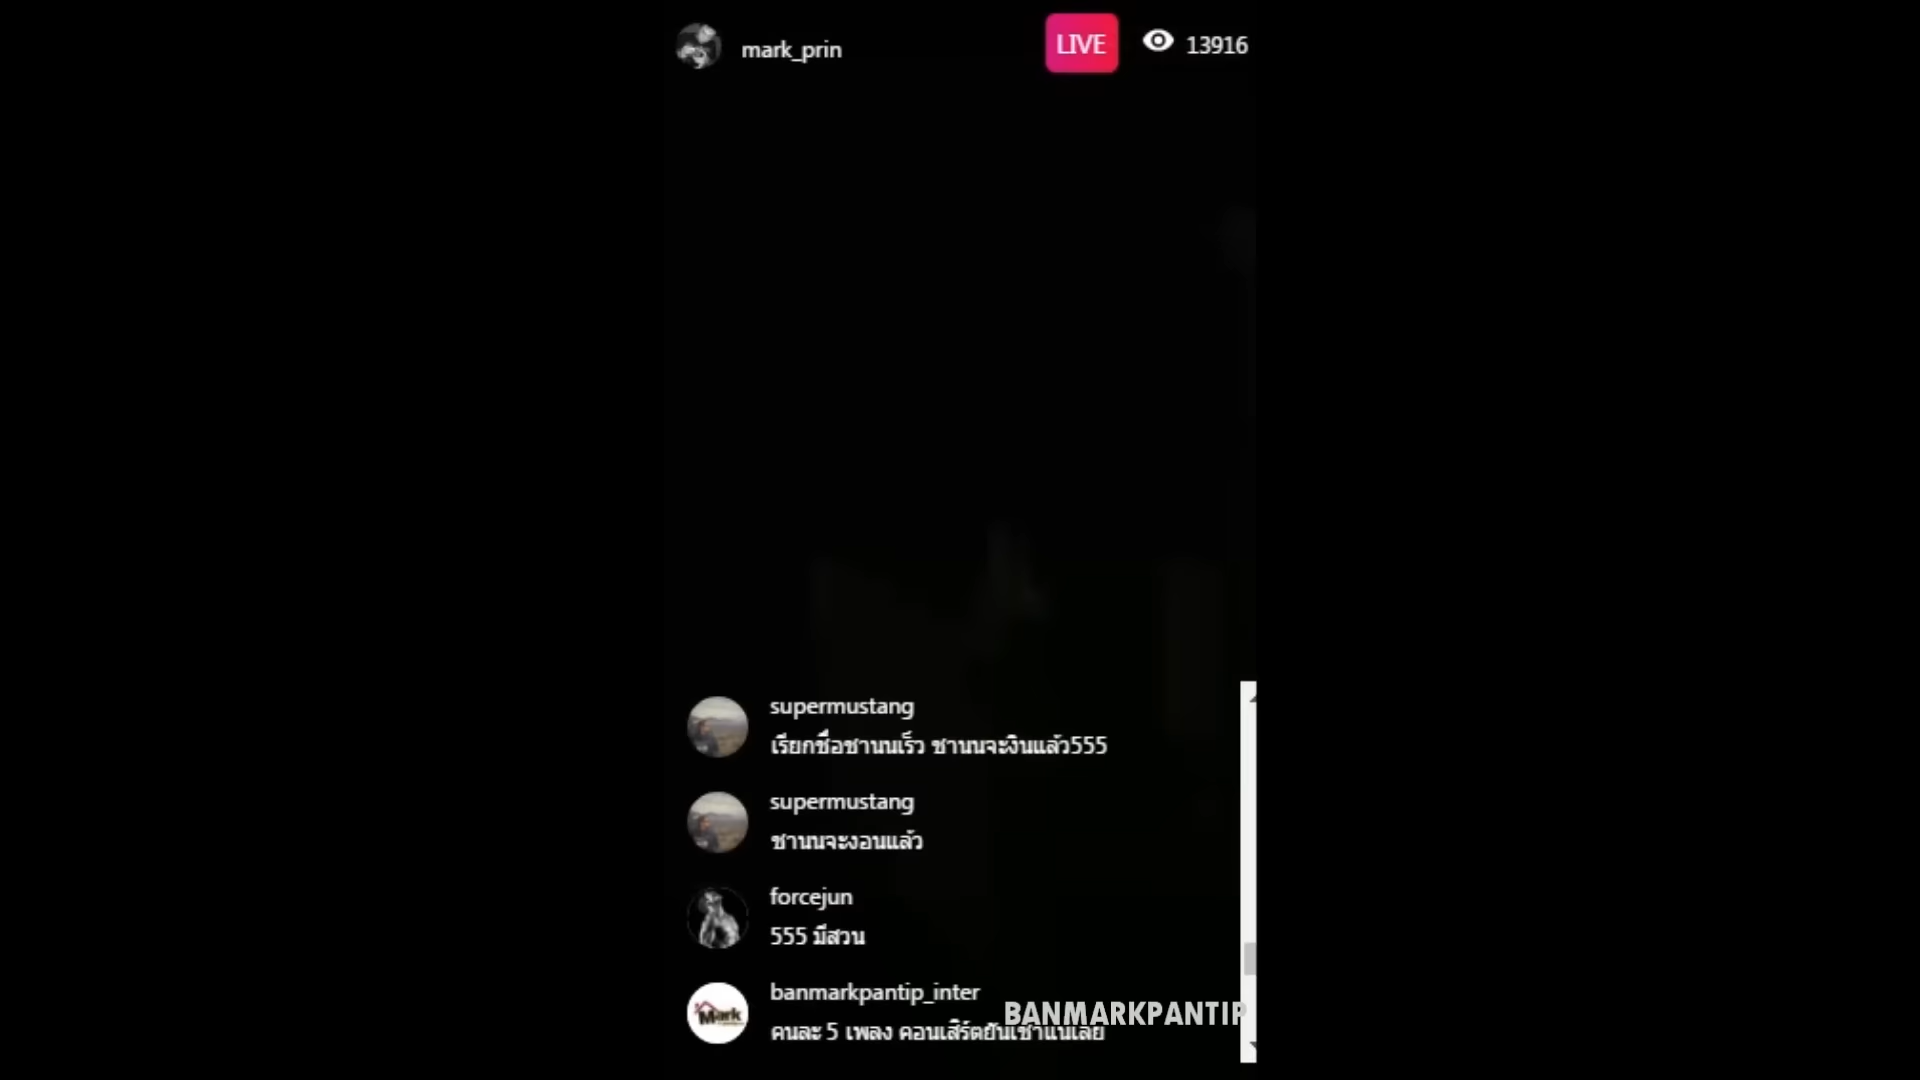 mark_prin
LIVE
13916
supermustang
เรียกชื่อชานนเร็ว ชานนจะงินแล้ว555
supermustang
ชานนจะงอนแล้ว
forcejun
555 มีสวน
banmarkpantip_inter
คนละ 5 เพลง คอนเสิร์ตยันเช้าแน่เลย
BANMARKPANTIP
Mark